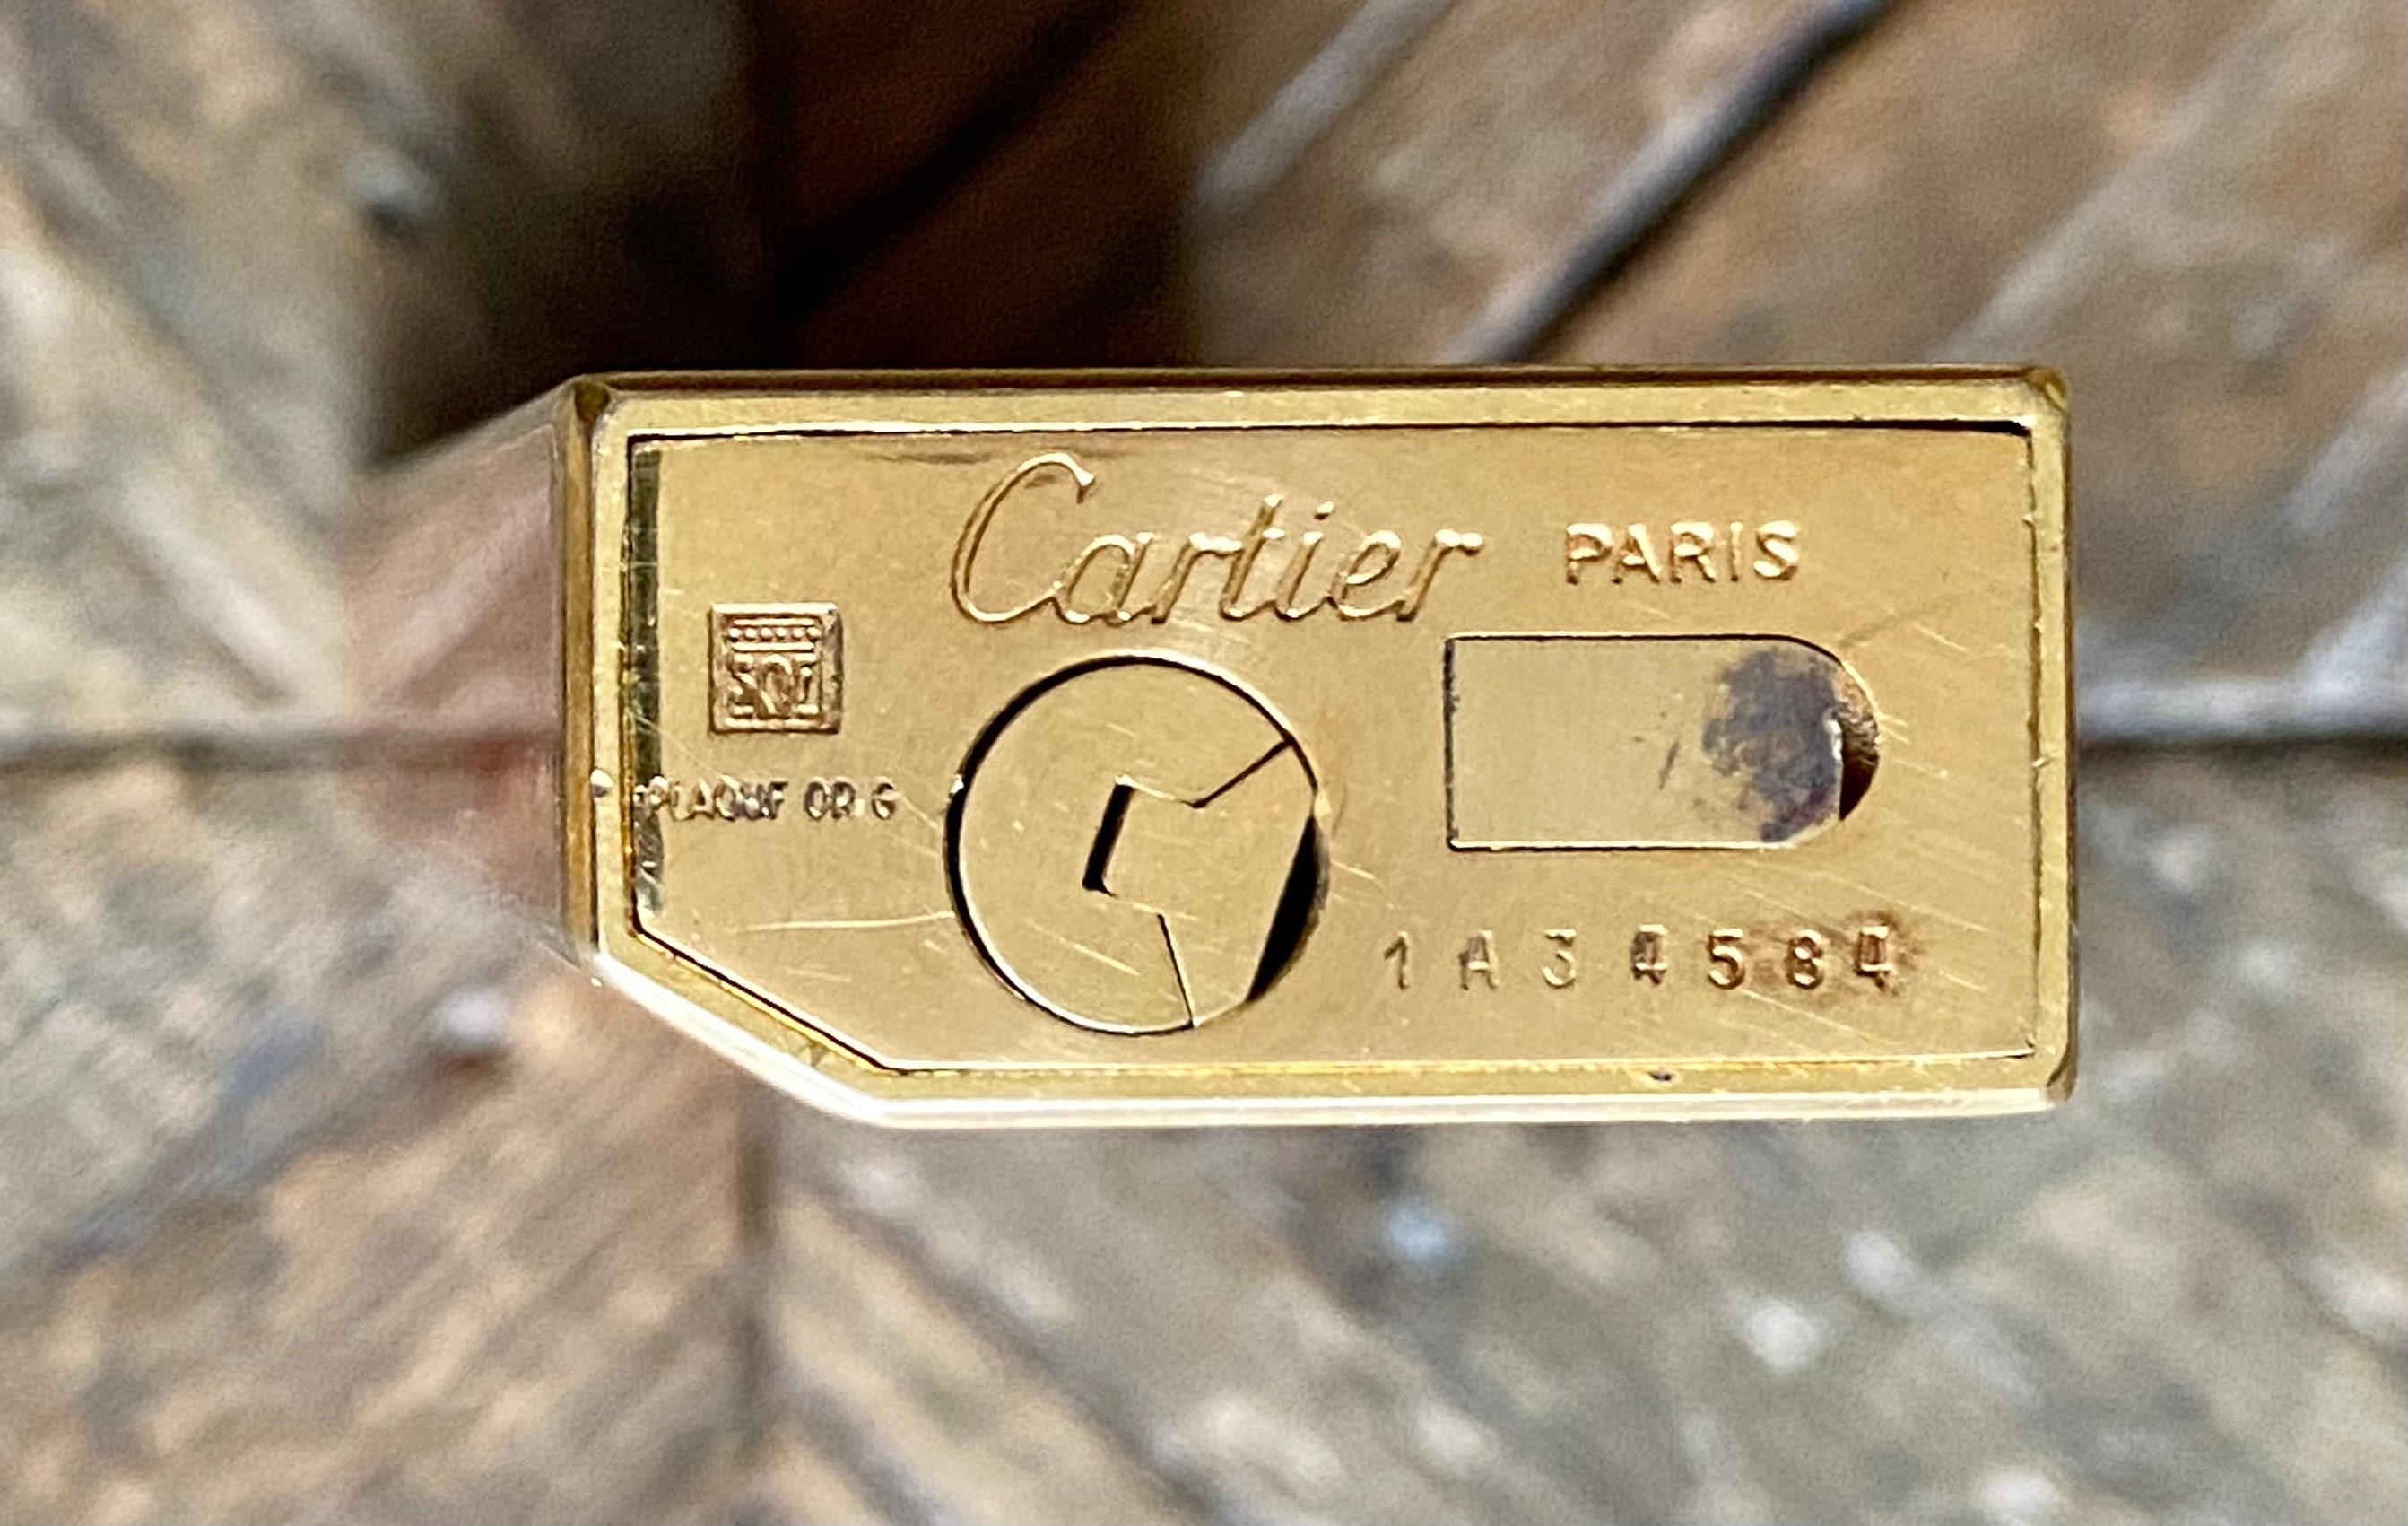 Cartier PARIS
PLAQUE OR G
1A34584